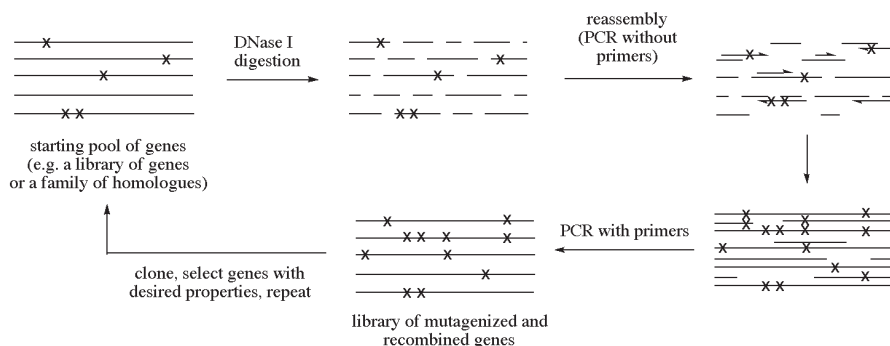 DNase I
digestion
reassembly
(PCR without
primers)
starting pool of genes
(e.g. a library of genes
or a family of homologues)
PCR with primers
clone, select genes with
desired properties, repeat
library of mutagenized and
recombined genes